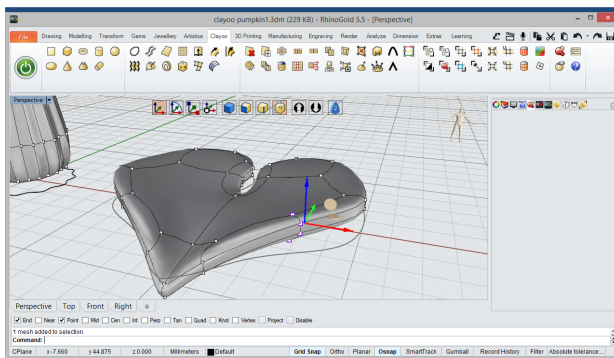 clayoo pumpkin1.3dm (229 KB) - RhinoGold 5.5 - [Perspective]
File Drawing Modelling Transform Gems Jewellery Artistics Clayoo 3D Printing Manufacturing Engraving Render Analyze Dimension Extras Learning
Perspective
Perspective Top Front Right
End Near Point Mid Cen Int Perp Tan Quad Knot Vertex Project Disable
1 mesh added to selection.
Command:
CPlane x -7.660 y 44.875 z 0.000 Millimeters Default Grid Snap Ortho Planar Osnap SmartTrack Gumball Record History Filter Absolute tolerance...